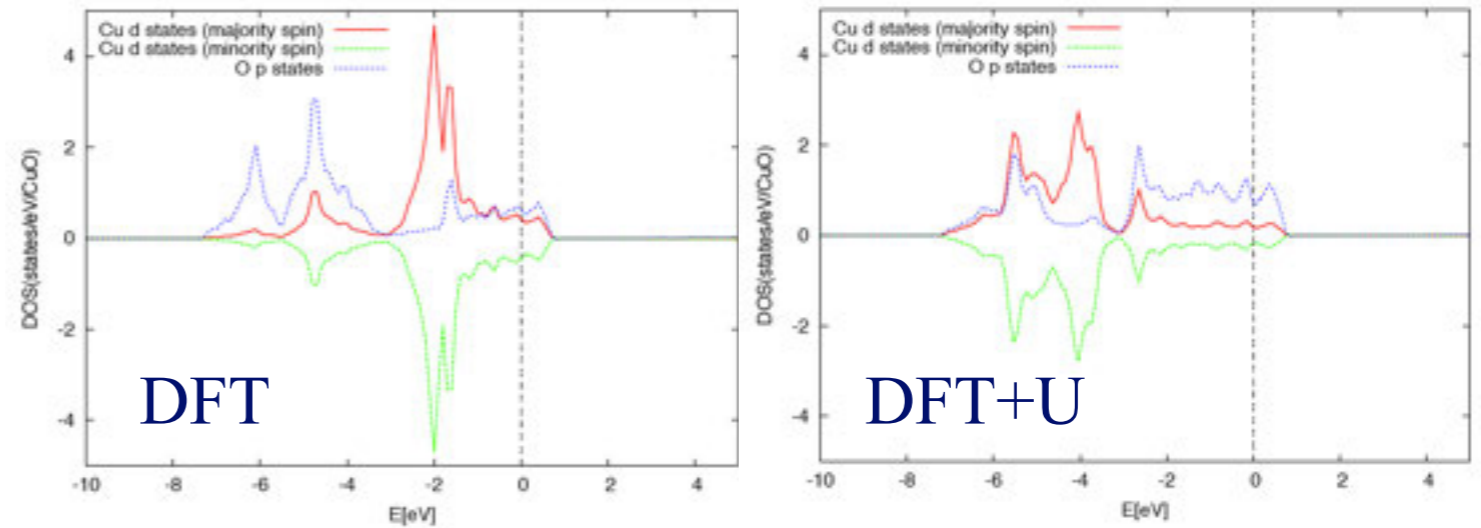 Cu d states (majority spin)
Cu d states (minority spin)
O p states
DOS(states/eV/CuO)
4
2
0
-2
-4
DFT
-10
-8
-6
-4
-2
0
2
4
E[eV]
Cu d states (majority spin)
Cu d states (minority spin)
O p states
DOS(states/eV/CuO)
4
2
0
-2
-4
DFT+U
-10
-8
-6
-4
-2
0
2
4
E[eV]